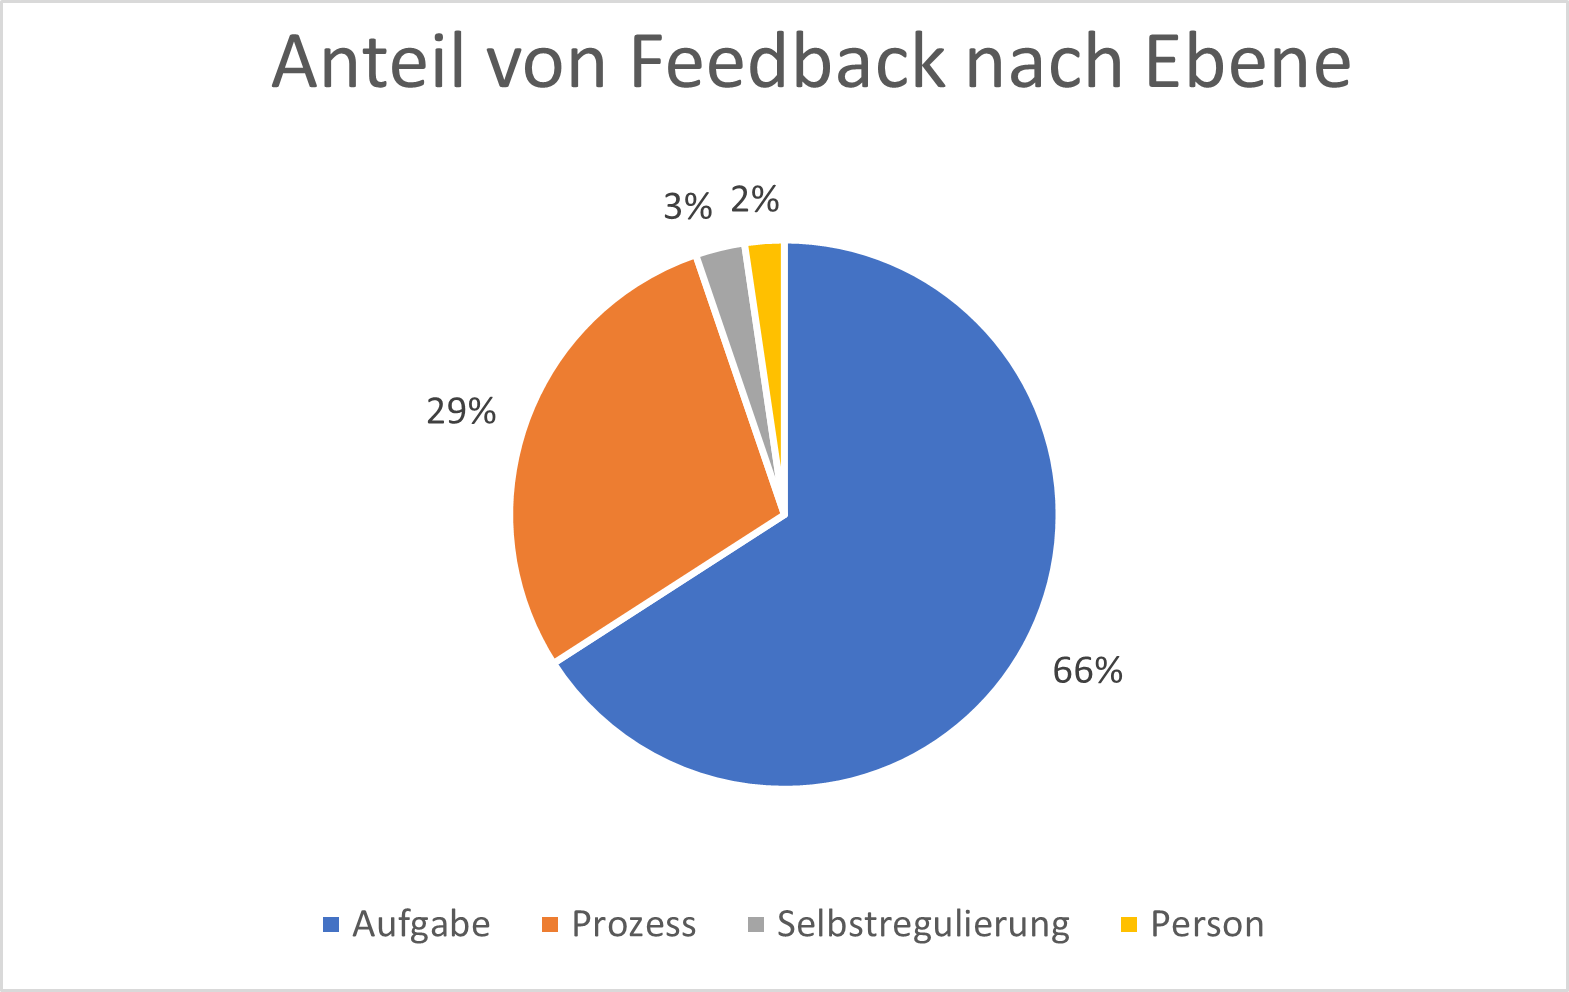 Anteil von Feedback nach Ebene
3% 2%
29%
66%
Aufgabe Prozess Selbstregulierung Person